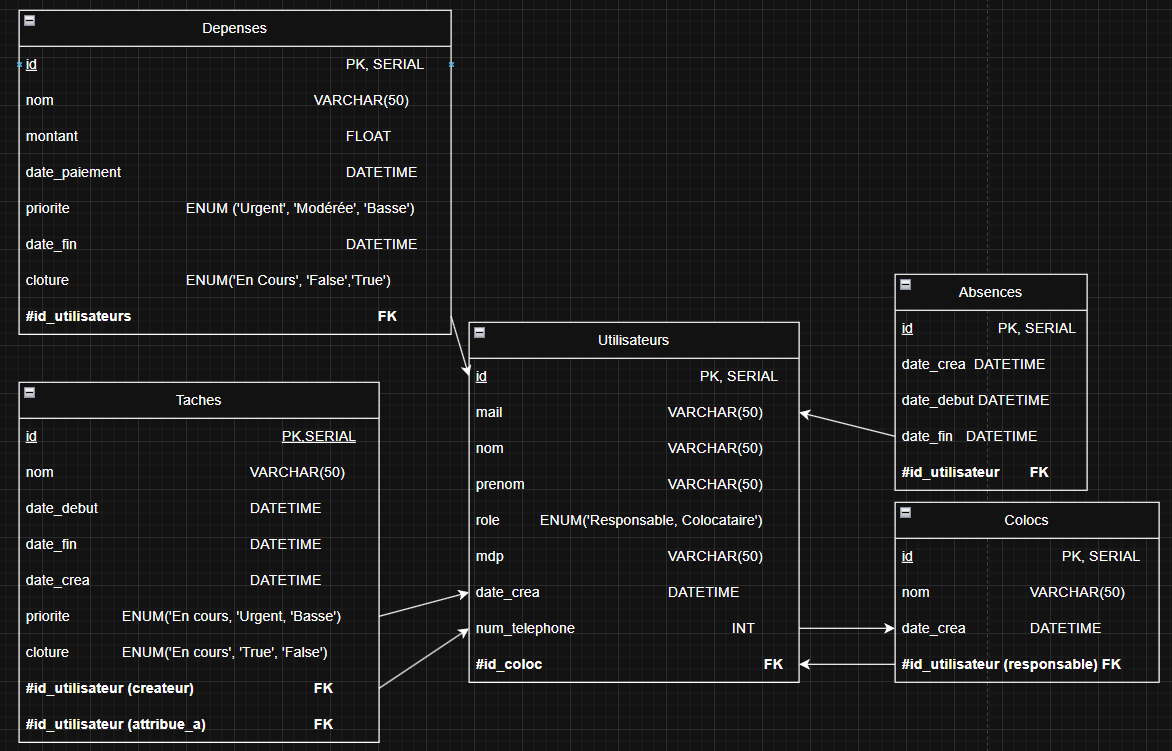 Depenses
id PK, SERIAL
nom VARCHAR(50)
montant FLOAT
date_paiement DATETIME
priorite ENUM ('Urgent', 'Modérée', 'Basse')
date_fin DATETIME
cloture ENUM('En Cours', 'False','True')
#id_utilisateurs FK
Taches
id PK,SERIAL
nom VARCHAR(50)
date_debut DATETIME
date_fin DATETIME
date_crea DATETIME
priorite ENUM('En cours, 'Urgent, 'Basse')
cloture ENUM('En cours', 'True', 'False')
#id_utilisateur (createur) FK
#id_utilisateur (attribue_a) FK
Utilisateurs
id PK, SERIAL
mail VARCHAR(50)
nom VARCHAR(50)
prenom VARCHAR(50)
role ENUM('Responsable, Colocataire')
mdp VARCHAR(50)
date_crea DATETIME
num_telephone INT
#id_coloc FK
Absences
id PK, SERIAL
date_crea DATETIME
date_debut DATETIME
date_fin DATETIME
#id_utilisateur FK
Colocs
id PK, SERIAL
nom VARCHAR(50)
date_crea DATETIME
#id_utilisateur (responsable) FK